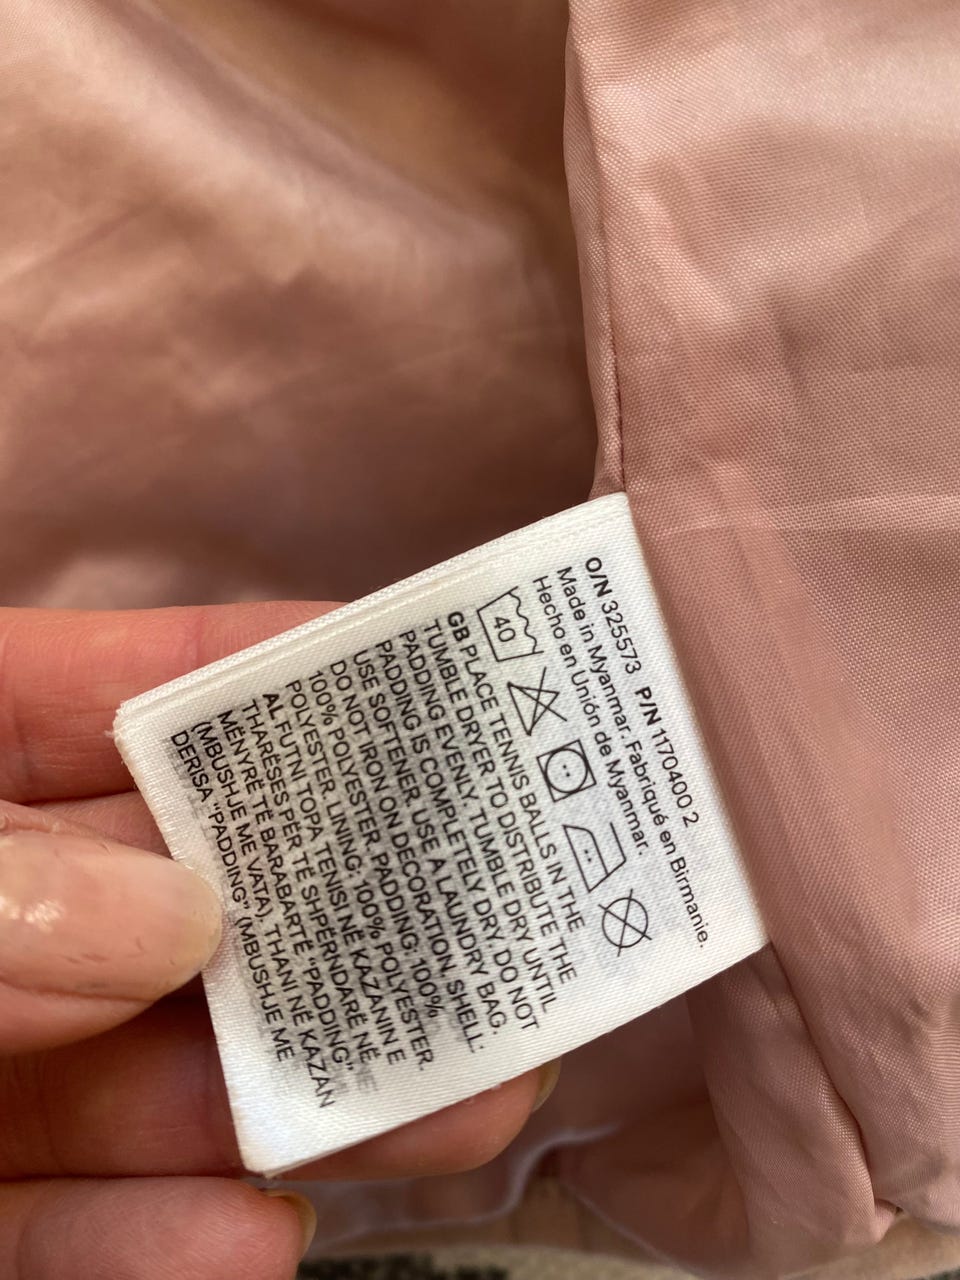 O/N 325573 P/N 1170400 2
Made in Myanmar. Fabriqué en Birmanie.
Hecho en Unión de Myanmar.
40
GB PLACE TENNIS BALLS IN THE
TUMBLE DRYER TO DISTRIBUTE THE
PADDING EVENLY. TUMBLE DRY UNTIL
PADDING IS COMPLETELY DRY. DO NOT
USE SOFTENER. USE A LAUNDRY BAG.
DO NOT IRON ON DECORATION. SHELL:
100% POLYESTER. PADDING: 100%
POLYESTER. LINING: 100% POLYESTER.
AL FUTNI TOPA TENISI NË KAZANIN E
THARËSES PËR TË SHPËRNDARË NË
MËNYRË TË BARABARTË "PADDING"
(MBUSHJE ME VATA), THANI NË KAZAN
DERISA "PADDING" (MBUSHJE ME